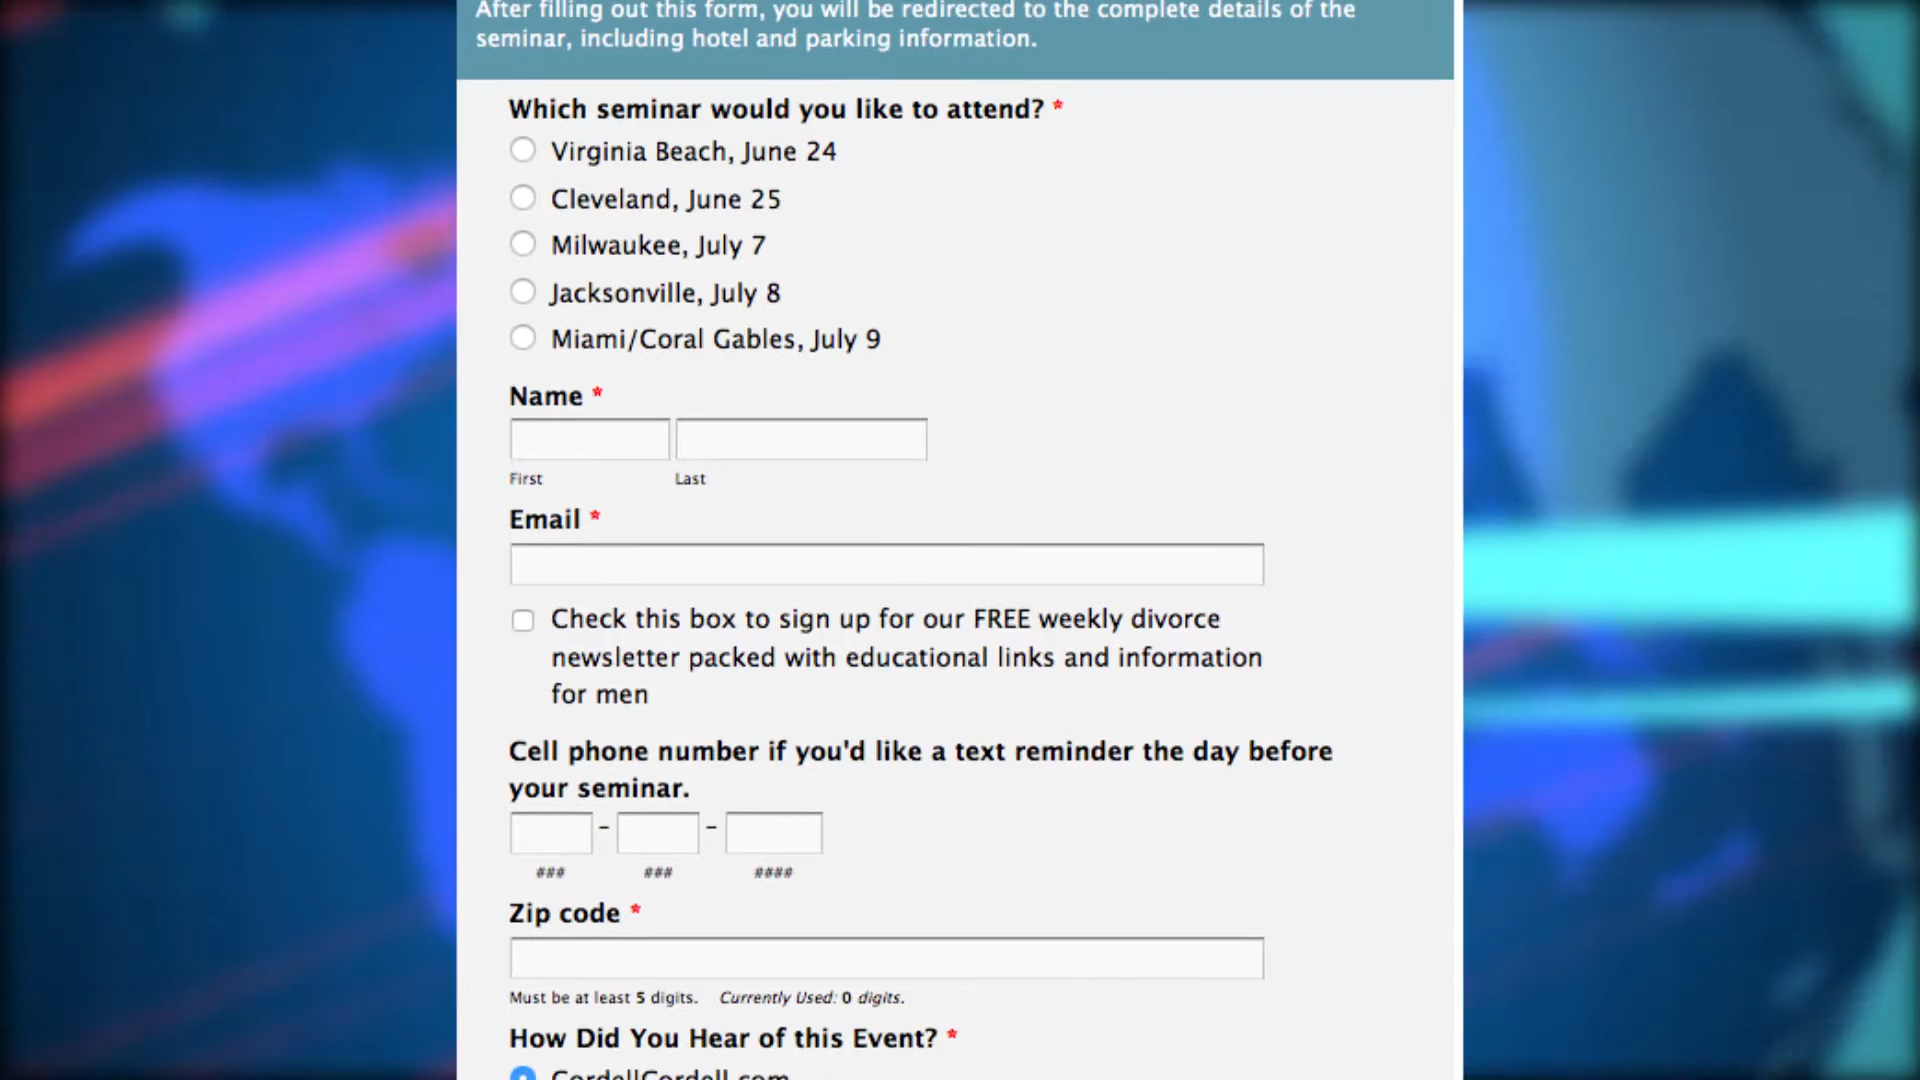 After filling out this form, you will be redirected to the complete details of the
seminar, including hotel and parking information.
Which seminar would you like to attend? *
Virginia Beach, June 24
Cleveland, June 25
Milwaukee, July 7
Jacksonville, July 8
Miami/Coral Gables, July 9
Name *
First Last
Email *
Check this box to sign up for our FREE weekly divorce
newsletter packed with educational links and information
for men
Cell phone number if you'd like a text reminder the day before
your seminar.
- -
### ### ####
Zip code *
Must be at least 5 digits. Currently Used: 0 digits.
How Did You Hear of this Event? *
CordellCordell.com